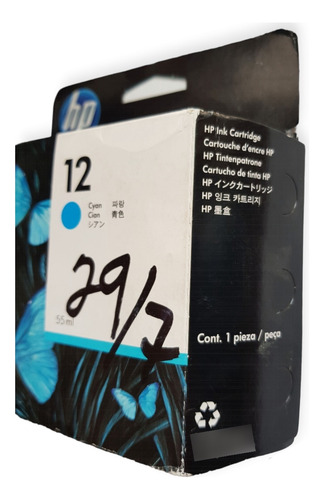 hp
12
Cyan 파랑
Cian 青色
シアン
29/2
55 ml
HP Ink Cartridge
Cartouche d'encre HP
HP Tintenpatrone
Cartucho de tinta HP
HP インクカートリッジ
HP 잉크 카트리지
HP 墨盒
Cont. 1 pieza / peça